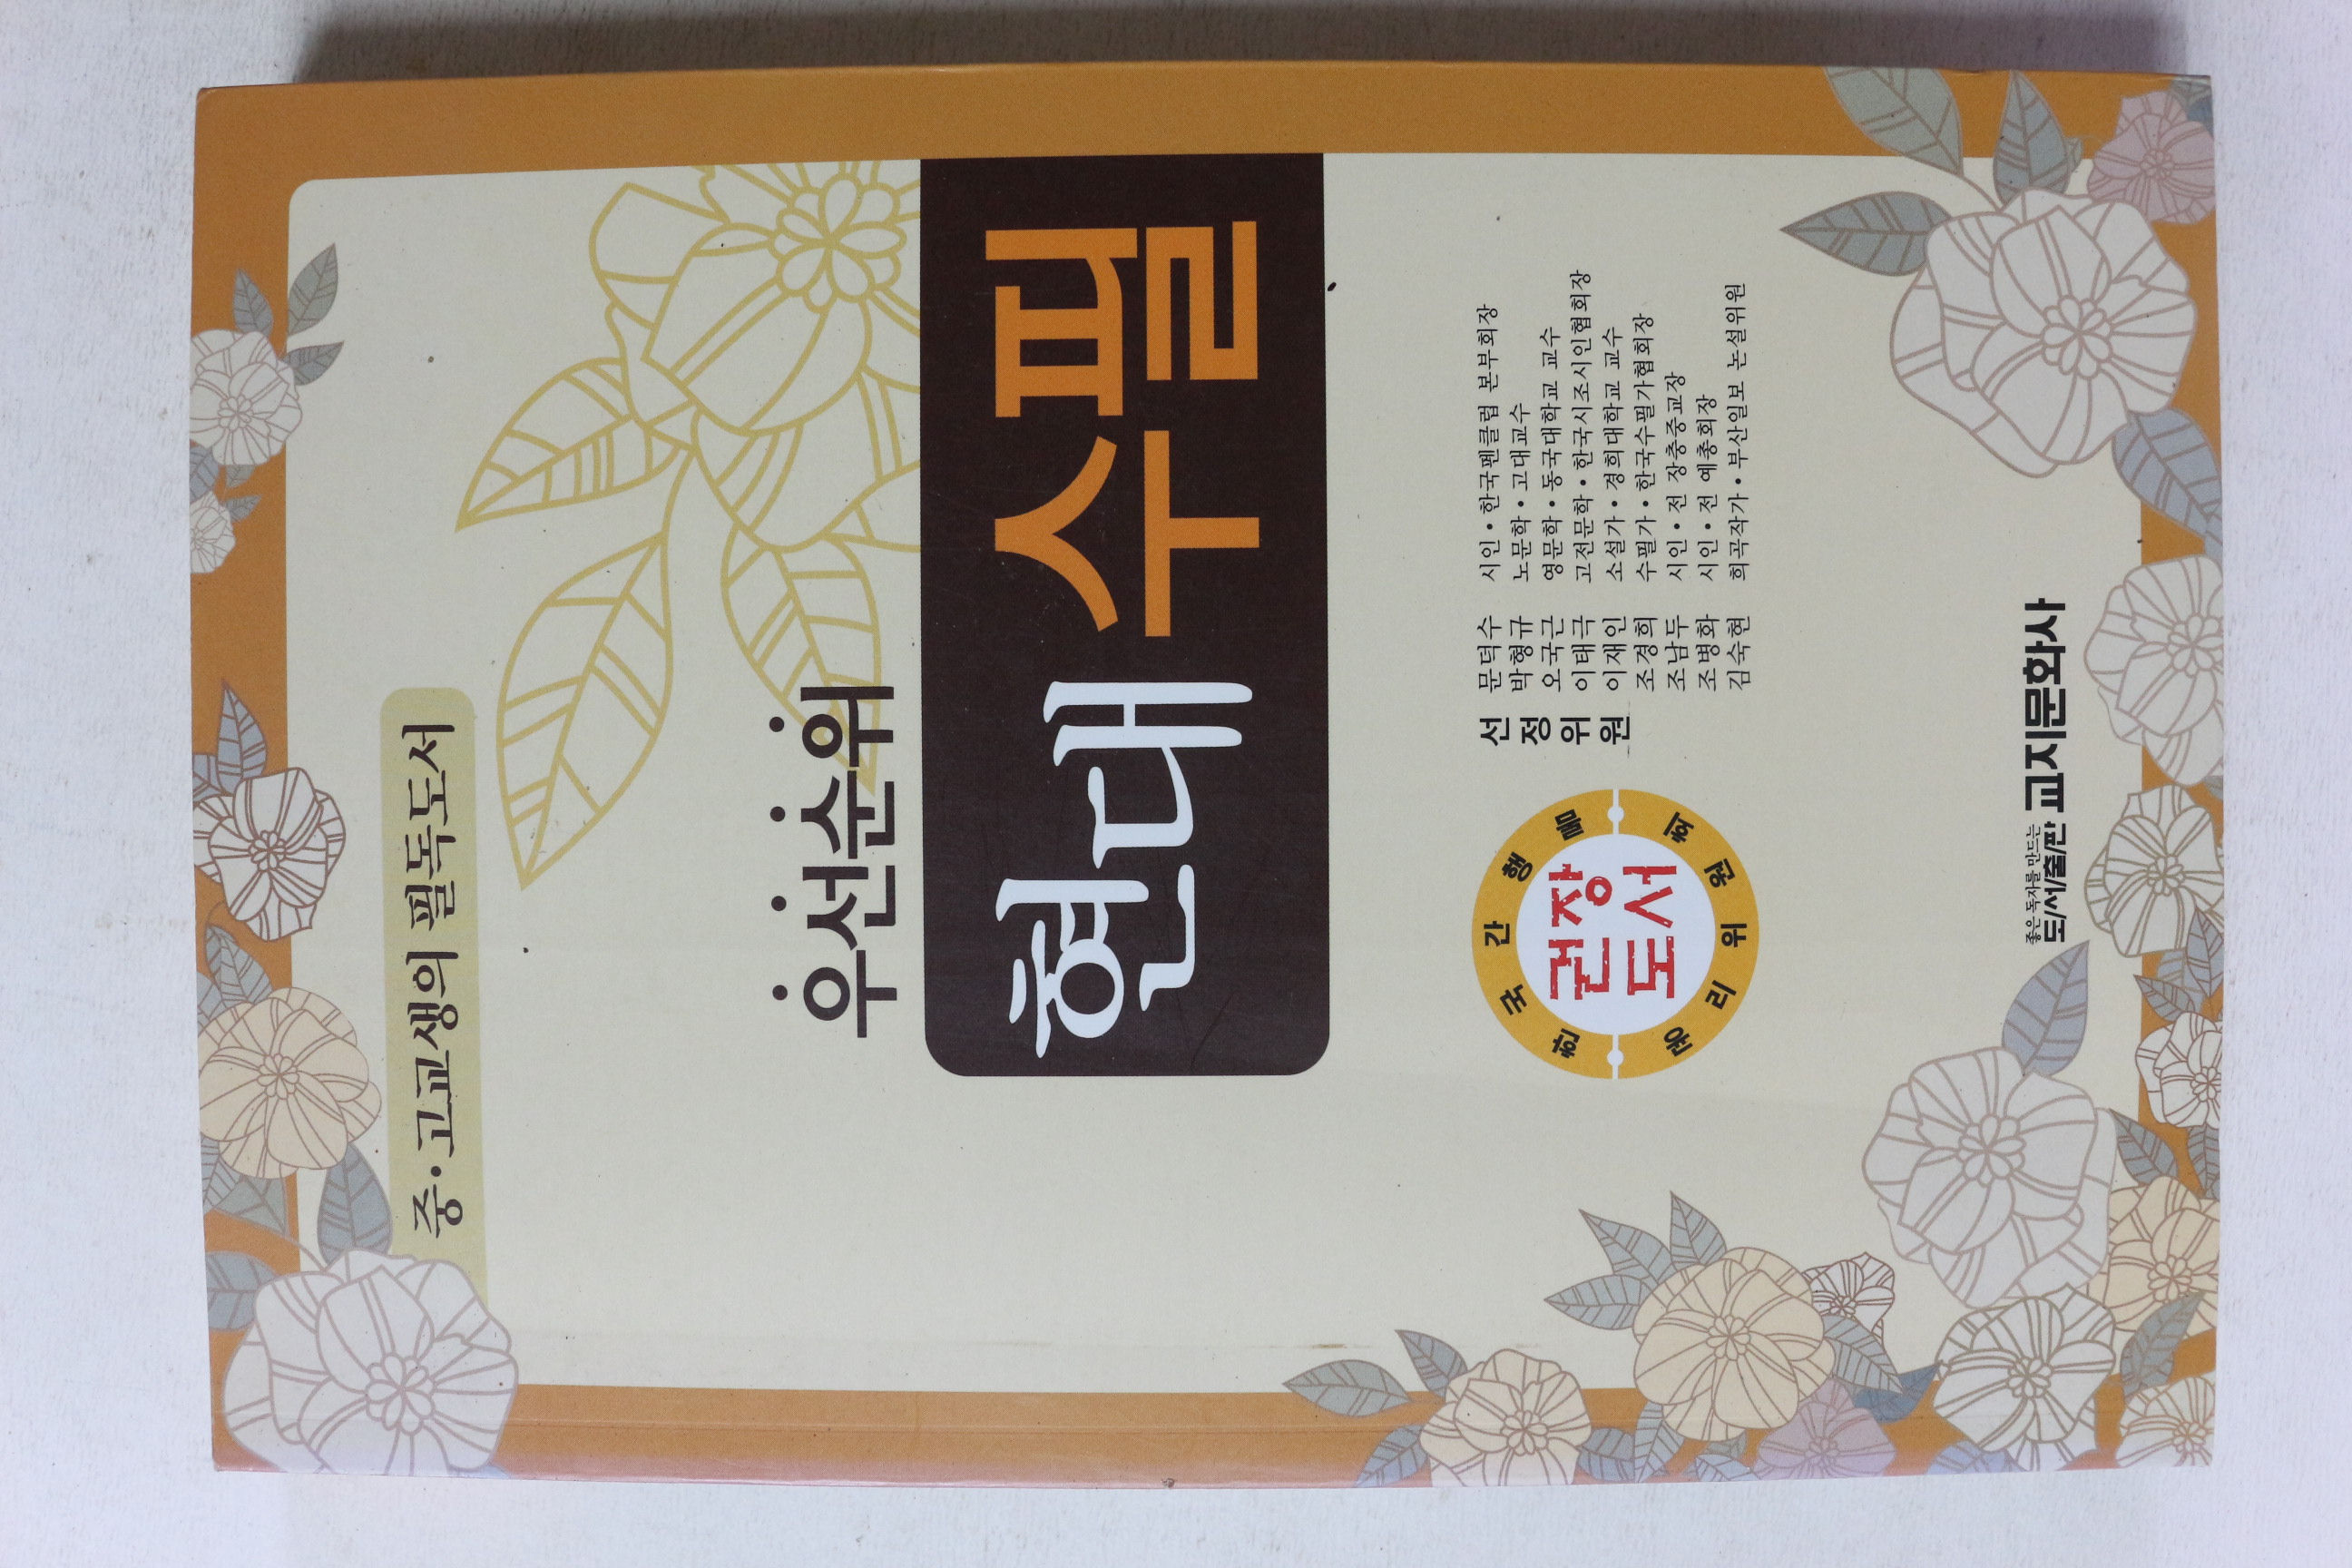 중·고교생의 필독도서
우선순위
현대 수필
한국간행물
권장
도서
윤리위원회
선정위원
문덕수 시인·한국펜클럽 본부회장
박형규 노문학·고대교수
오국근 영문학·동국대학교 교수
이태극 고전문학·한국시조시인협회장
이재인 소설가·경희대학교 교수
조경희 수필가·한국수필가협회장
조남두 시인·전 장충중교장
조병화 시인·전 예총회장
김숙현 희곡작가·부산일보 논설위원
좋은 독자를 만드는
도/서/출/판 교지문화사